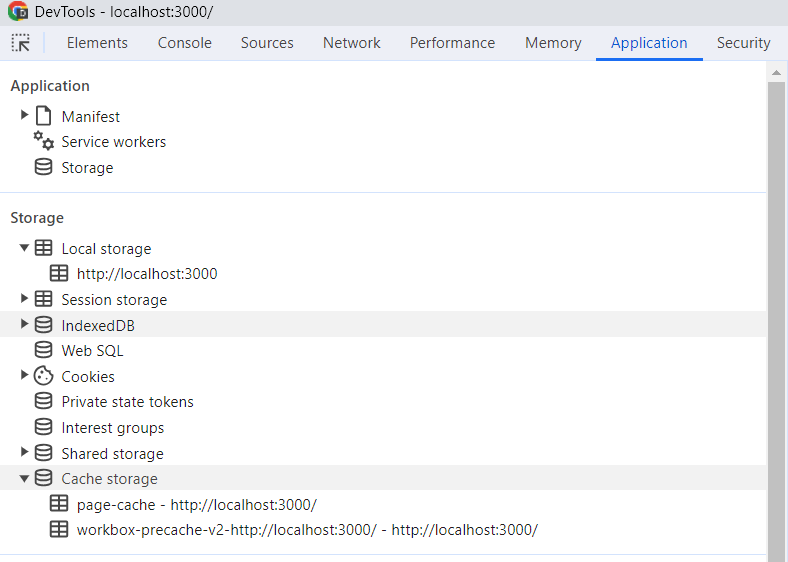 DevTools - localhost:3000/
Elements Console Sources Network Performance Memory Application Security
Application
Manifest
Service workers
Storage
Storage
Local storage
http://localhost:3000
Session storage
IndexedDB
Web SQL
Cookies
Private state tokens
Interest groups
Shared storage
Cache storage
page-cache - http://localhost:3000/
workbox-precache-v2-http://localhost:3000/ - http://localhost:3000/